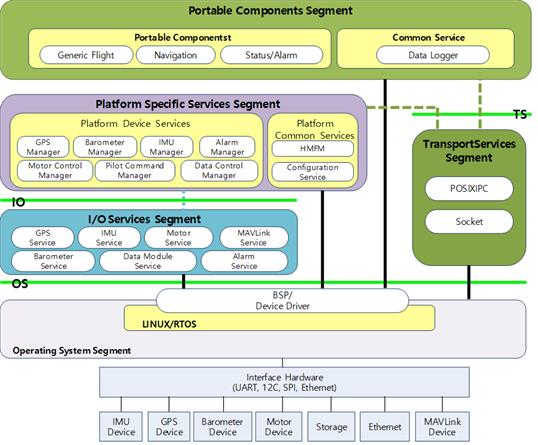 Portable Components Segment
Portable Componentst
Generic Flight
Navigation
Status/Alarm
Common Service
Data Logger
TS
Platform Specific Services Segment
Platform Device Services
GPS
Manager
Barometer
Manager
IMU
Manager
Alarm
Manager
Motor Control
Manager
Pilot Command
Manager
Data Control
Manager
Platform
Common Services
HMFM
Configuration
Service
TransportServices
Segment
POSIXIPC
Socket
IO
I/O Services Segment
GPS
Service
IMU
Service
Motor
Service
MAVLink
Service
Barometer
Service
Data Module
Service
Alarm
Service
OS
BSP/
Device Driver
LINUX/RTOS
Operating System Segment
Interface Hardware
(UART, 12C, SPI, Ethernet)
IMU
Device
GPS
Device
Barometer
Device
Motor
Device
Storage
Ethernet
MAVLink
Device